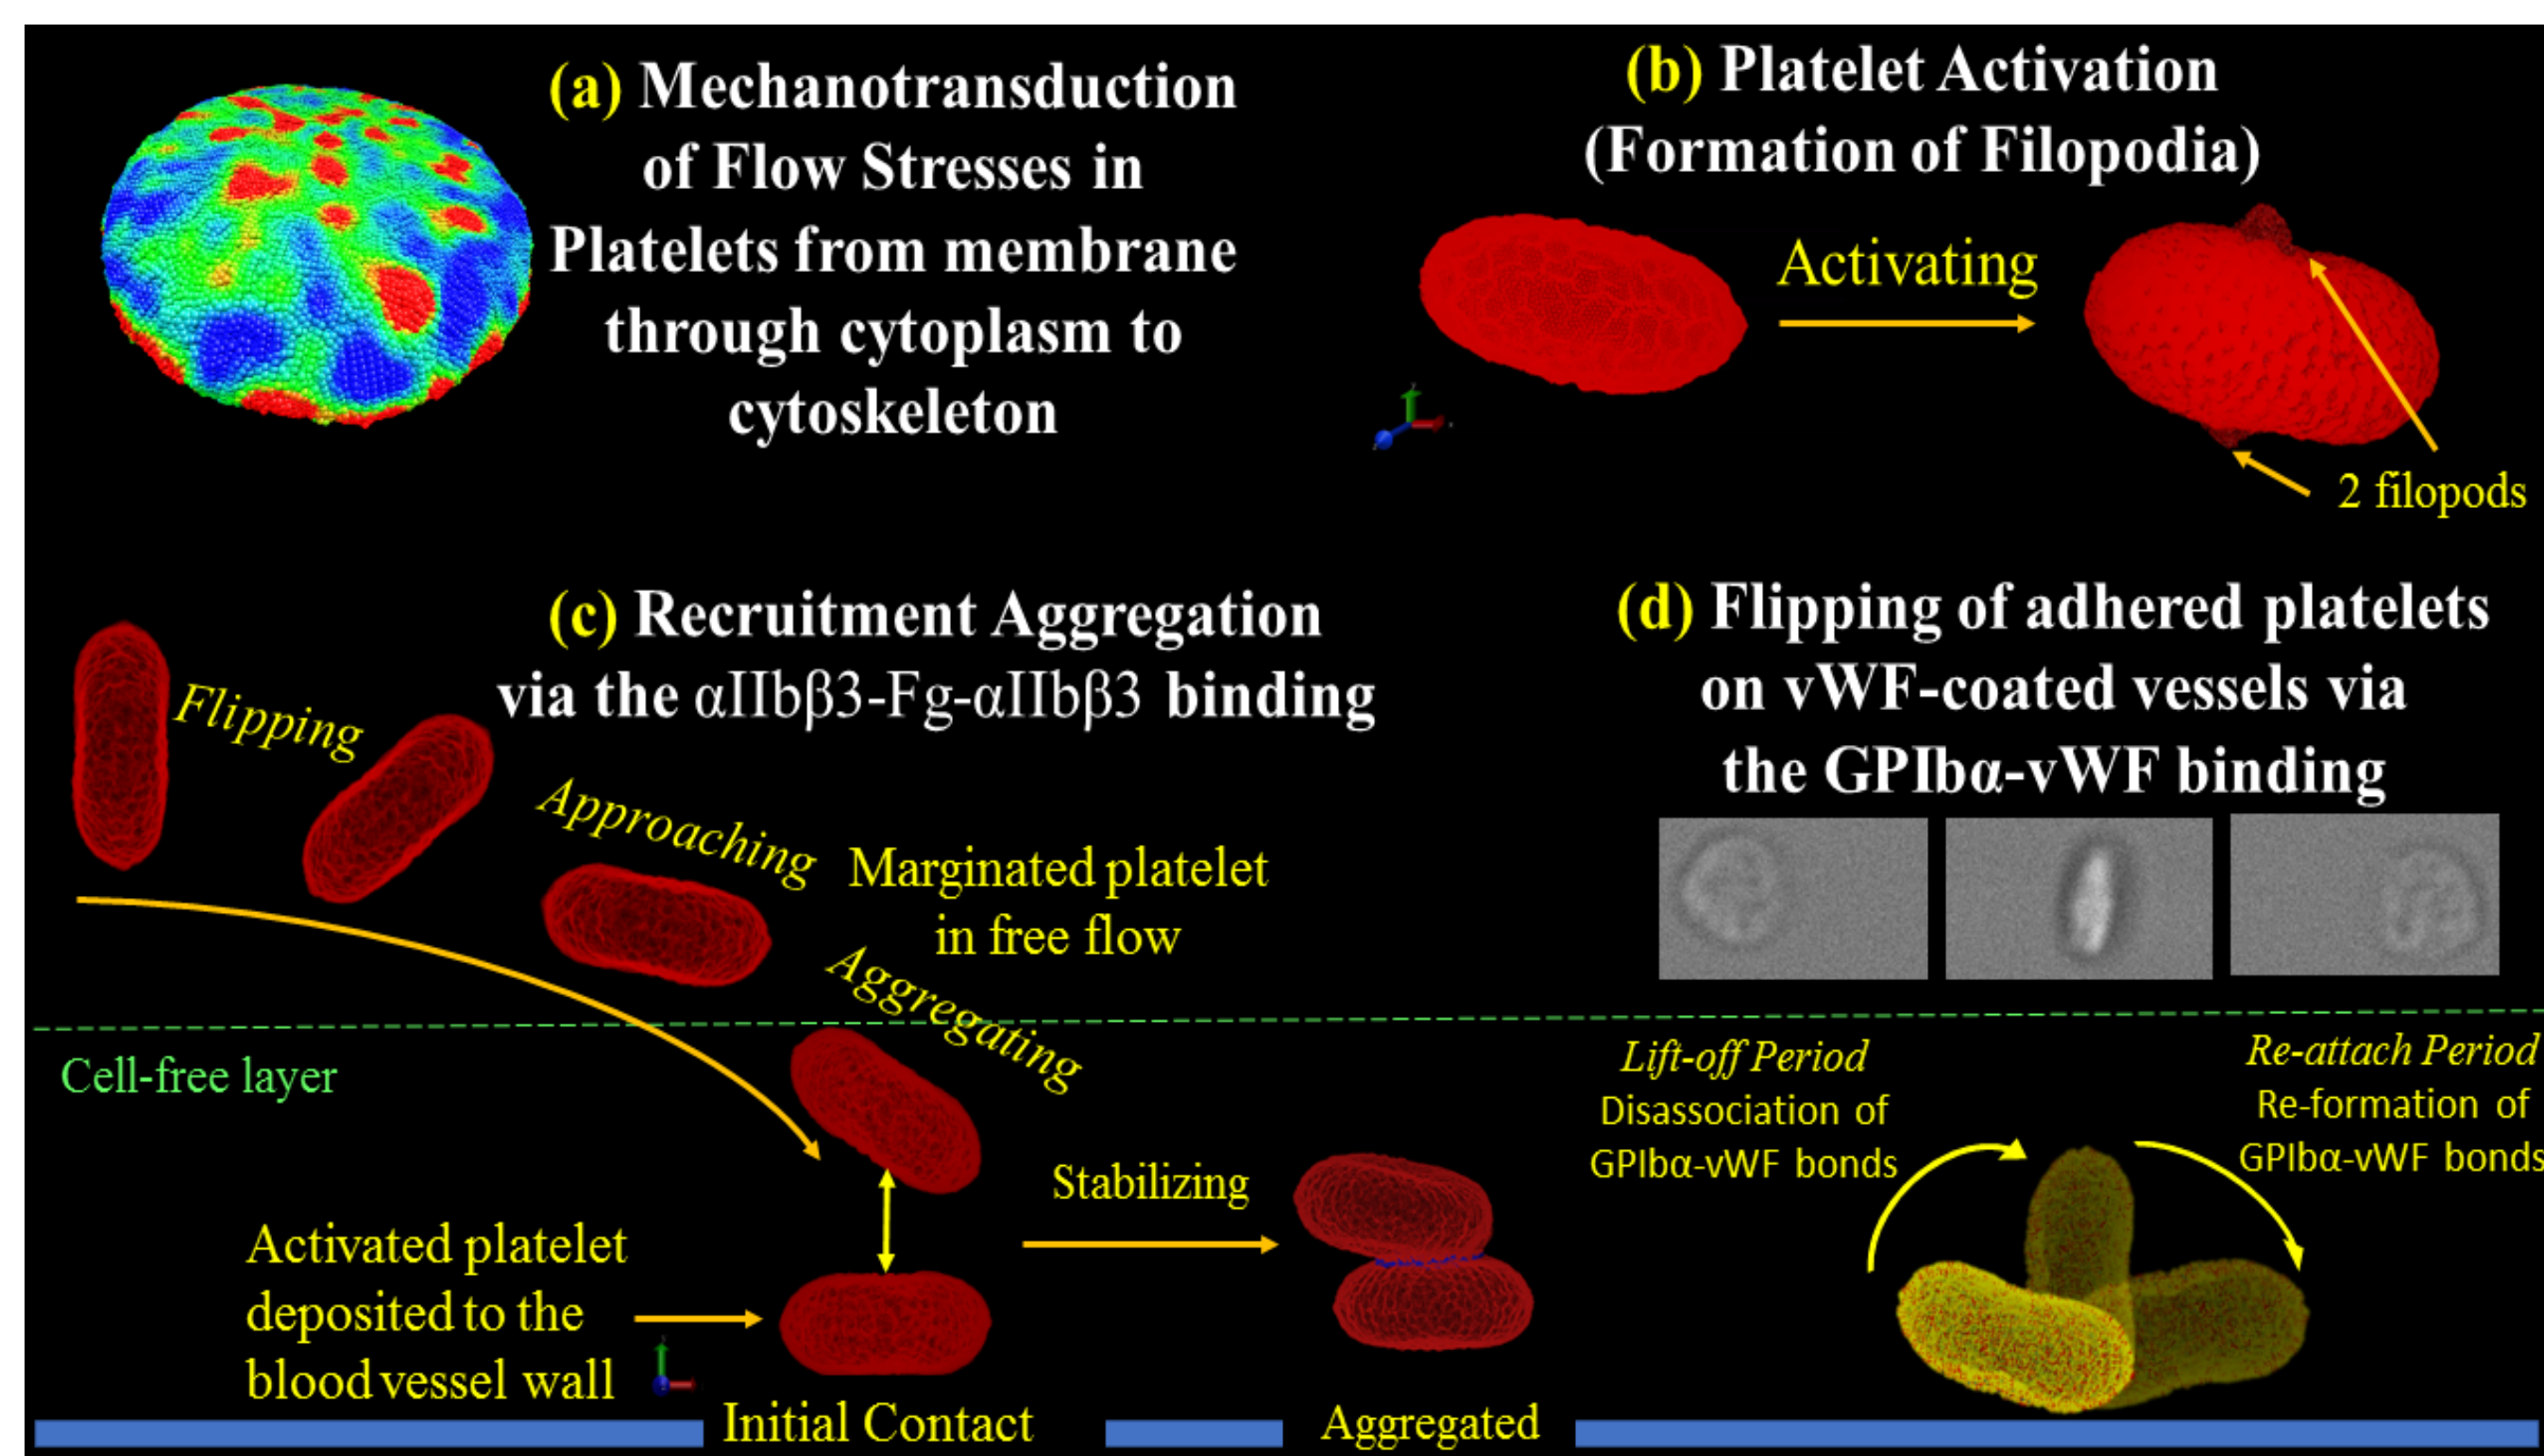 (a) Mechanotransduction
of Flow Stresses in
Platelets from membrane
through cytoplasm to
cytoskeleton
(b) Platelet Activation
(Formation of Filopodia)
Activating
2 filopods
(c) Recruitment Aggregation
via the αIIbβ3-Fg-αIIbβ3 binding
Flipping
Approaching
Marginated platelet
in free flow
Aggregating
Cell-free layer
Activated platelet
deposited to the
blood vessel wall
Stabilizing
Initial Contact
Aggregated
(d) Flipping of adhered platelets
on vWF-coated vessels via
the GPIbα-vWF binding
Lift-off Period
Disassociation of
GPIbα-vWF bonds
Re-attach Period
Re-formation of
GPIbα-vWF bonds